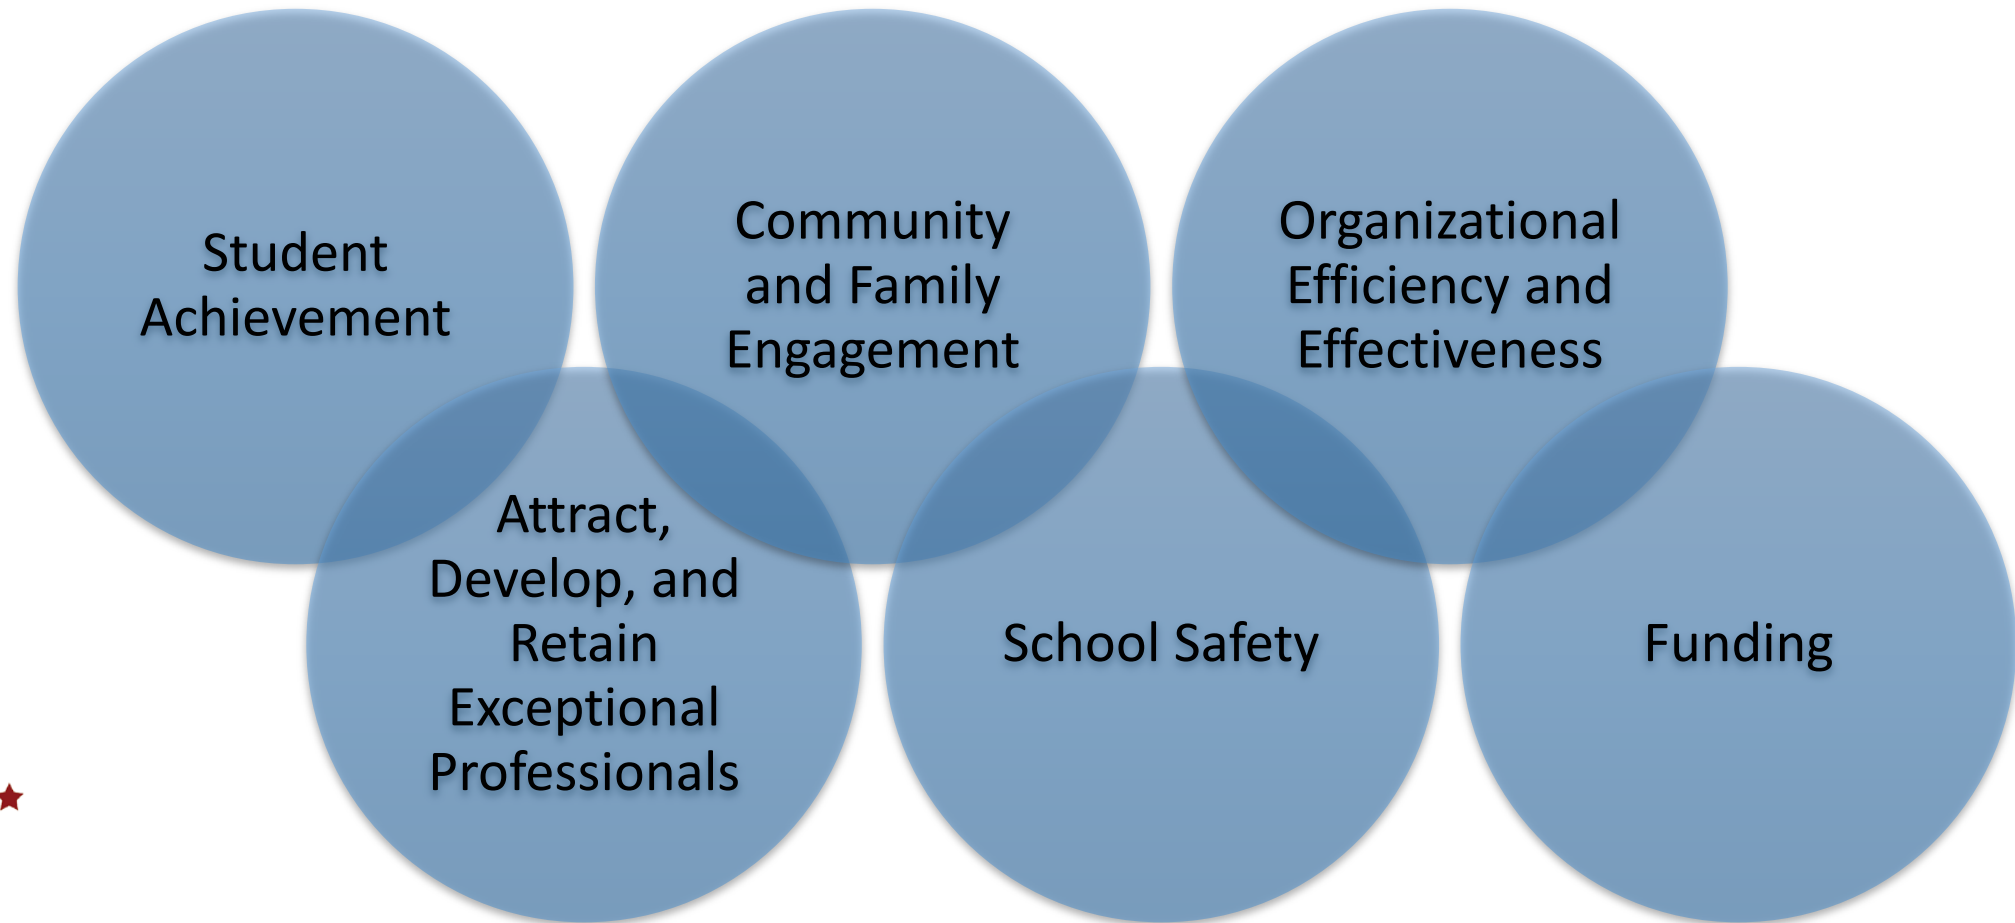 Student
Achievement
Community
and Family
Engagement
Organizational
Efficiency and
Effectiveness
Attract,
Develop, and
Retain
Exceptional
Professionals
School Safety
Funding